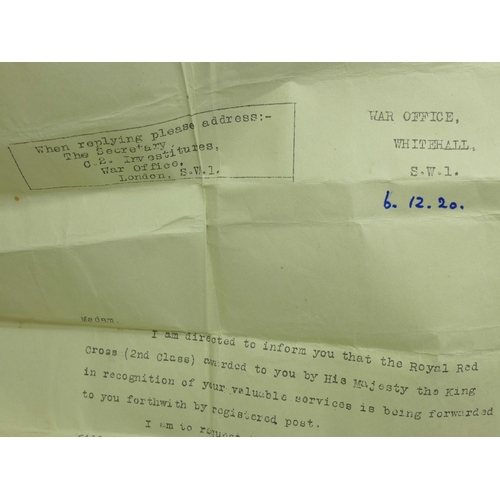 When replying please address:-
The Secretary,
C.2. Investitures,
War Office,
London, S.W.1.
WAR OFFICE,
WHITEHALL,
S.W.1.
6.12.20.
Madam,
I am directed to inform you that the Royal Red
Cross (2nd Class) awarded to you by His Majesty the King
in recognition of your valuable services is being forwarded
to you forthwith by registered post.
I am to request